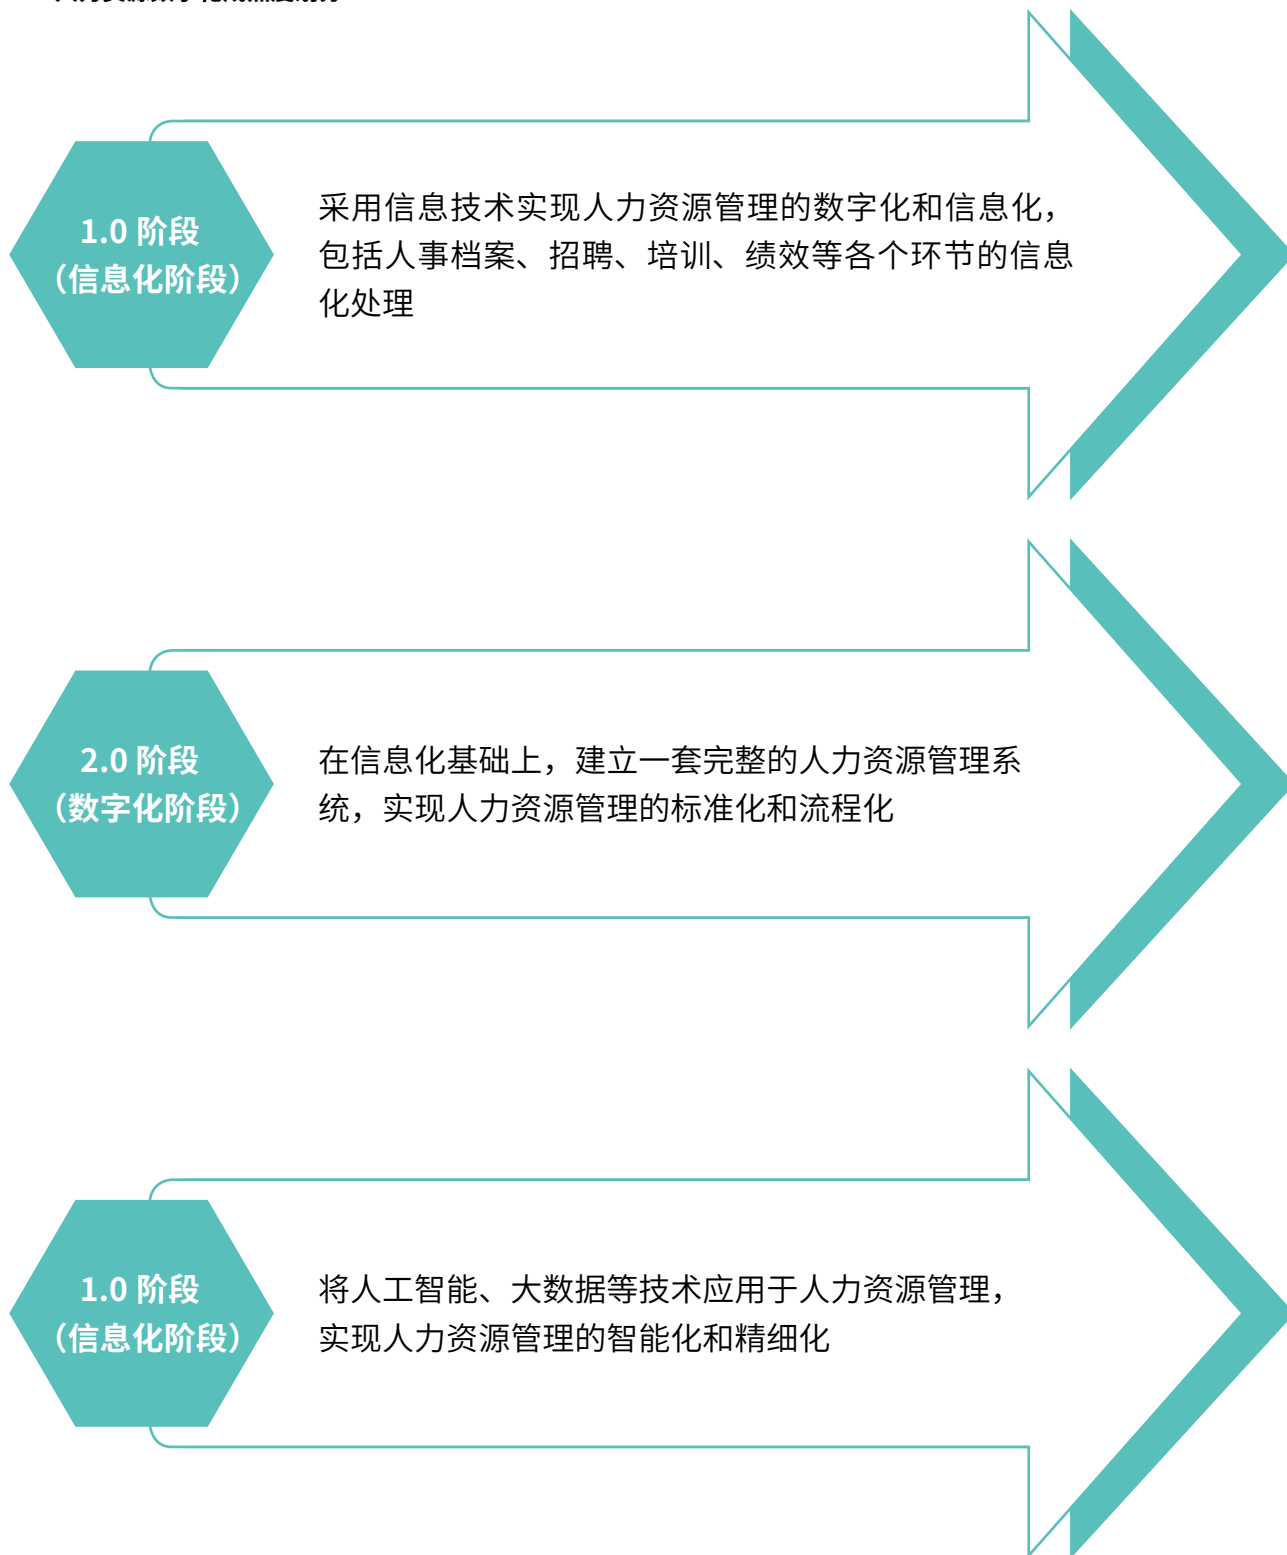 1.0 阶段
（信息化阶段）
采用信息技术实现人力资源管理的数字化和信息化，
包括人事档案、招聘、培训、绩效等各个环节的信息
化处理
2.0 阶段
（数字化阶段）
在信息化基础上，建立一套完整的人力资源管理系
统，实现人力资源管理的标准化和流程化
1.0 阶段
（信息化阶段）
将人工智能、大数据等技术应用于人力资源管理，
实现人力资源管理的智能化和精细化